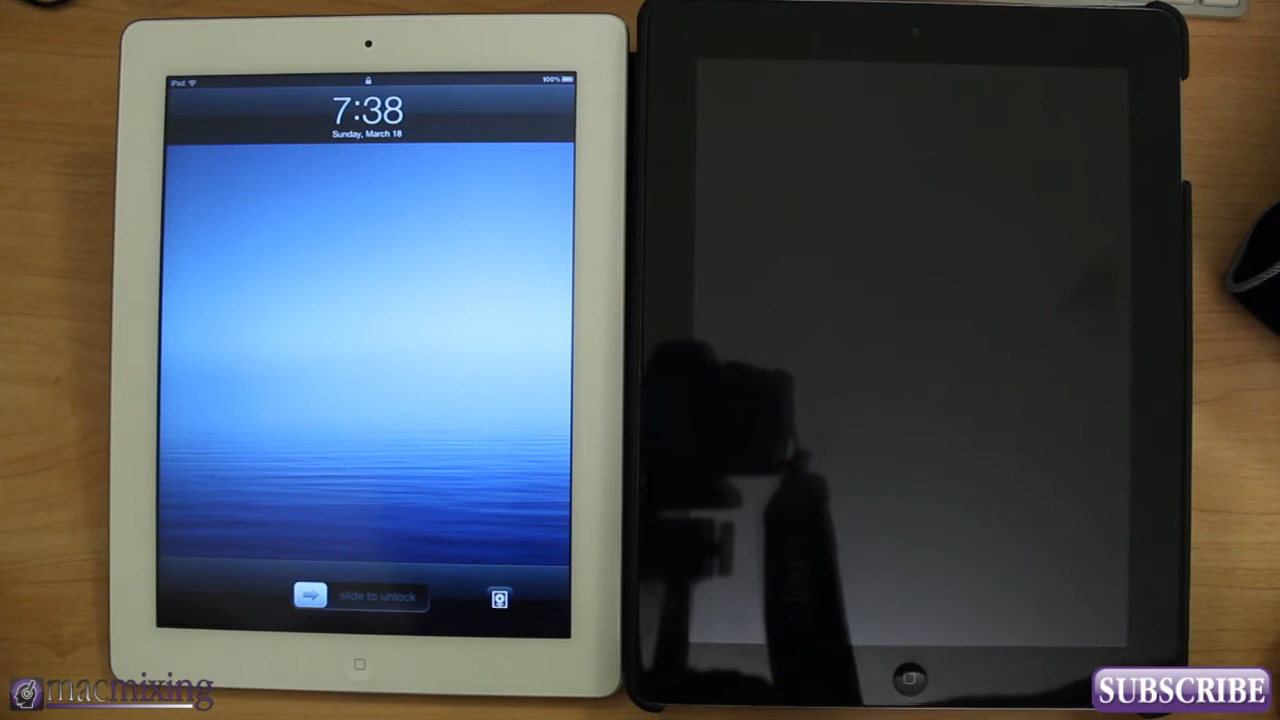 iPad
100%
7:38
Sunday, March 18
slide to unlock
macmixing
SUBSCRIBE